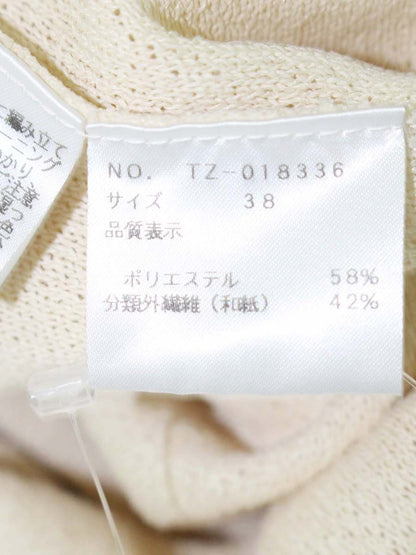 NO. TZ-018336
サイズ 38
品質表示
ポリエステル 58%
分類外繊維（和紙） 42%